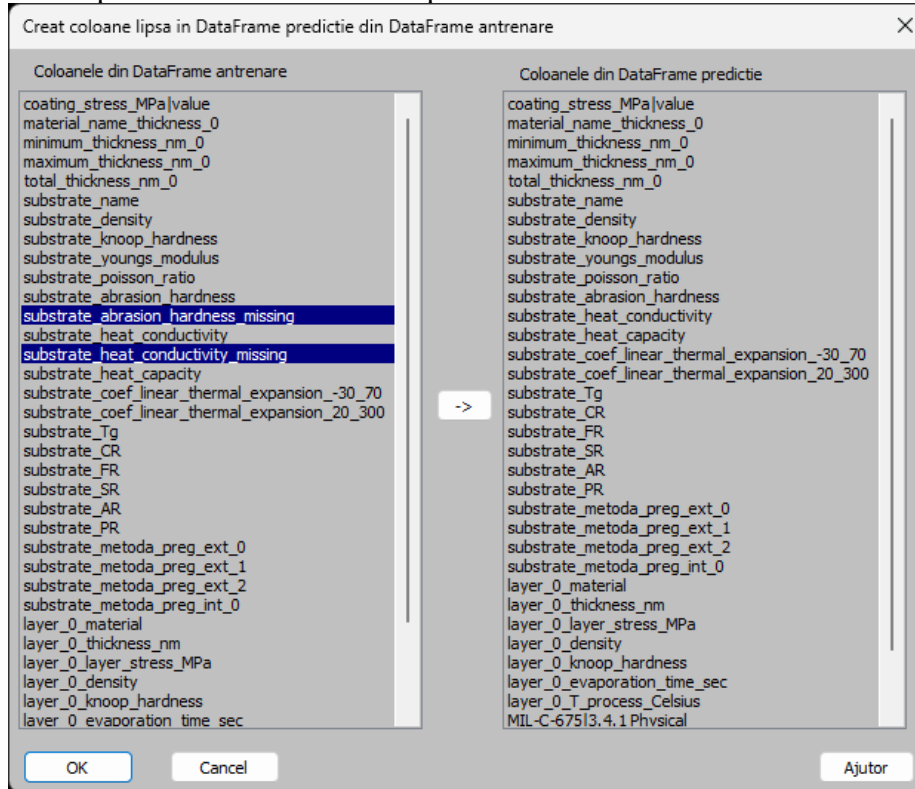 Creat coloane lipsa in DataFrame predictie din DataFrame antrenare
Coloanele din DataFrame antrenare
coating_stress_MPa|value
material_name_thickness_0
minimum_thickness_nm_0
maximum_thickness_nm_0
total_thickness_nm_0
substrate_name
substrate_density
substrate_knoop_hardness
substrate_youngs_modulus
substrate_poisson_ratio
substrate_abrasion_hardness
substrate_abrasion_hardness_missing
substrate_heat_conductivity
substrate_heat_conductivity_missing
substrate_heat_capacity
substrate_coef_linear_thermal_expansion_-30_70
substrate_coef_linear_thermal_expansion_20_300
substrate_Tg
substrate_CR
substrate_FR
substrate_SR
substrate_AR
substrate_PR
substrate_metoda_preg_ext_0
substrate_metoda_preg_ext_1
substrate_metoda_preg_ext_2
substrate_metoda_preg_int_0
layer_0_material
layer_0_thickness_nm
layer_0_layer_stress_MPa
layer_0_density
layer_0_knoop_hardness
layer_0_evaporation_time_sec
->
Coloanele din DataFrame predictie
coating_stress_MPa|value
material_name_thickness_0
minimum_thickness_nm_0
maximum_thickness_nm_0
total_thickness_nm_0
substrate_name
substrate_density
substrate_knoop_hardness
substrate_youngs_modulus
substrate_poisson_ratio
substrate_abrasion_hardness
substrate_heat_conductivity
substrate_heat_capacity
substrate_coef_linear_thermal_expansion_-30_70
substrate_coef_linear_thermal_expansion_20_300
substrate_Tg
substrate_CR
substrate_FR
substrate_SR
substrate_AR
substrate_PR
substrate_metoda_preg_ext_0
substrate_metoda_preg_ext_1
substrate_metoda_preg_ext_2
substrate_metoda_preg_int_0
layer_0_material
layer_0_thickness_nm
layer_0_layer_stress_MPa
layer_0_density
layer_0_knoop_hardness
layer_0_evaporation_time_sec
layer_0_T_process_Celsius
MIL-C-675|3.4.1 Physical
OK
Cancel
Ajutor